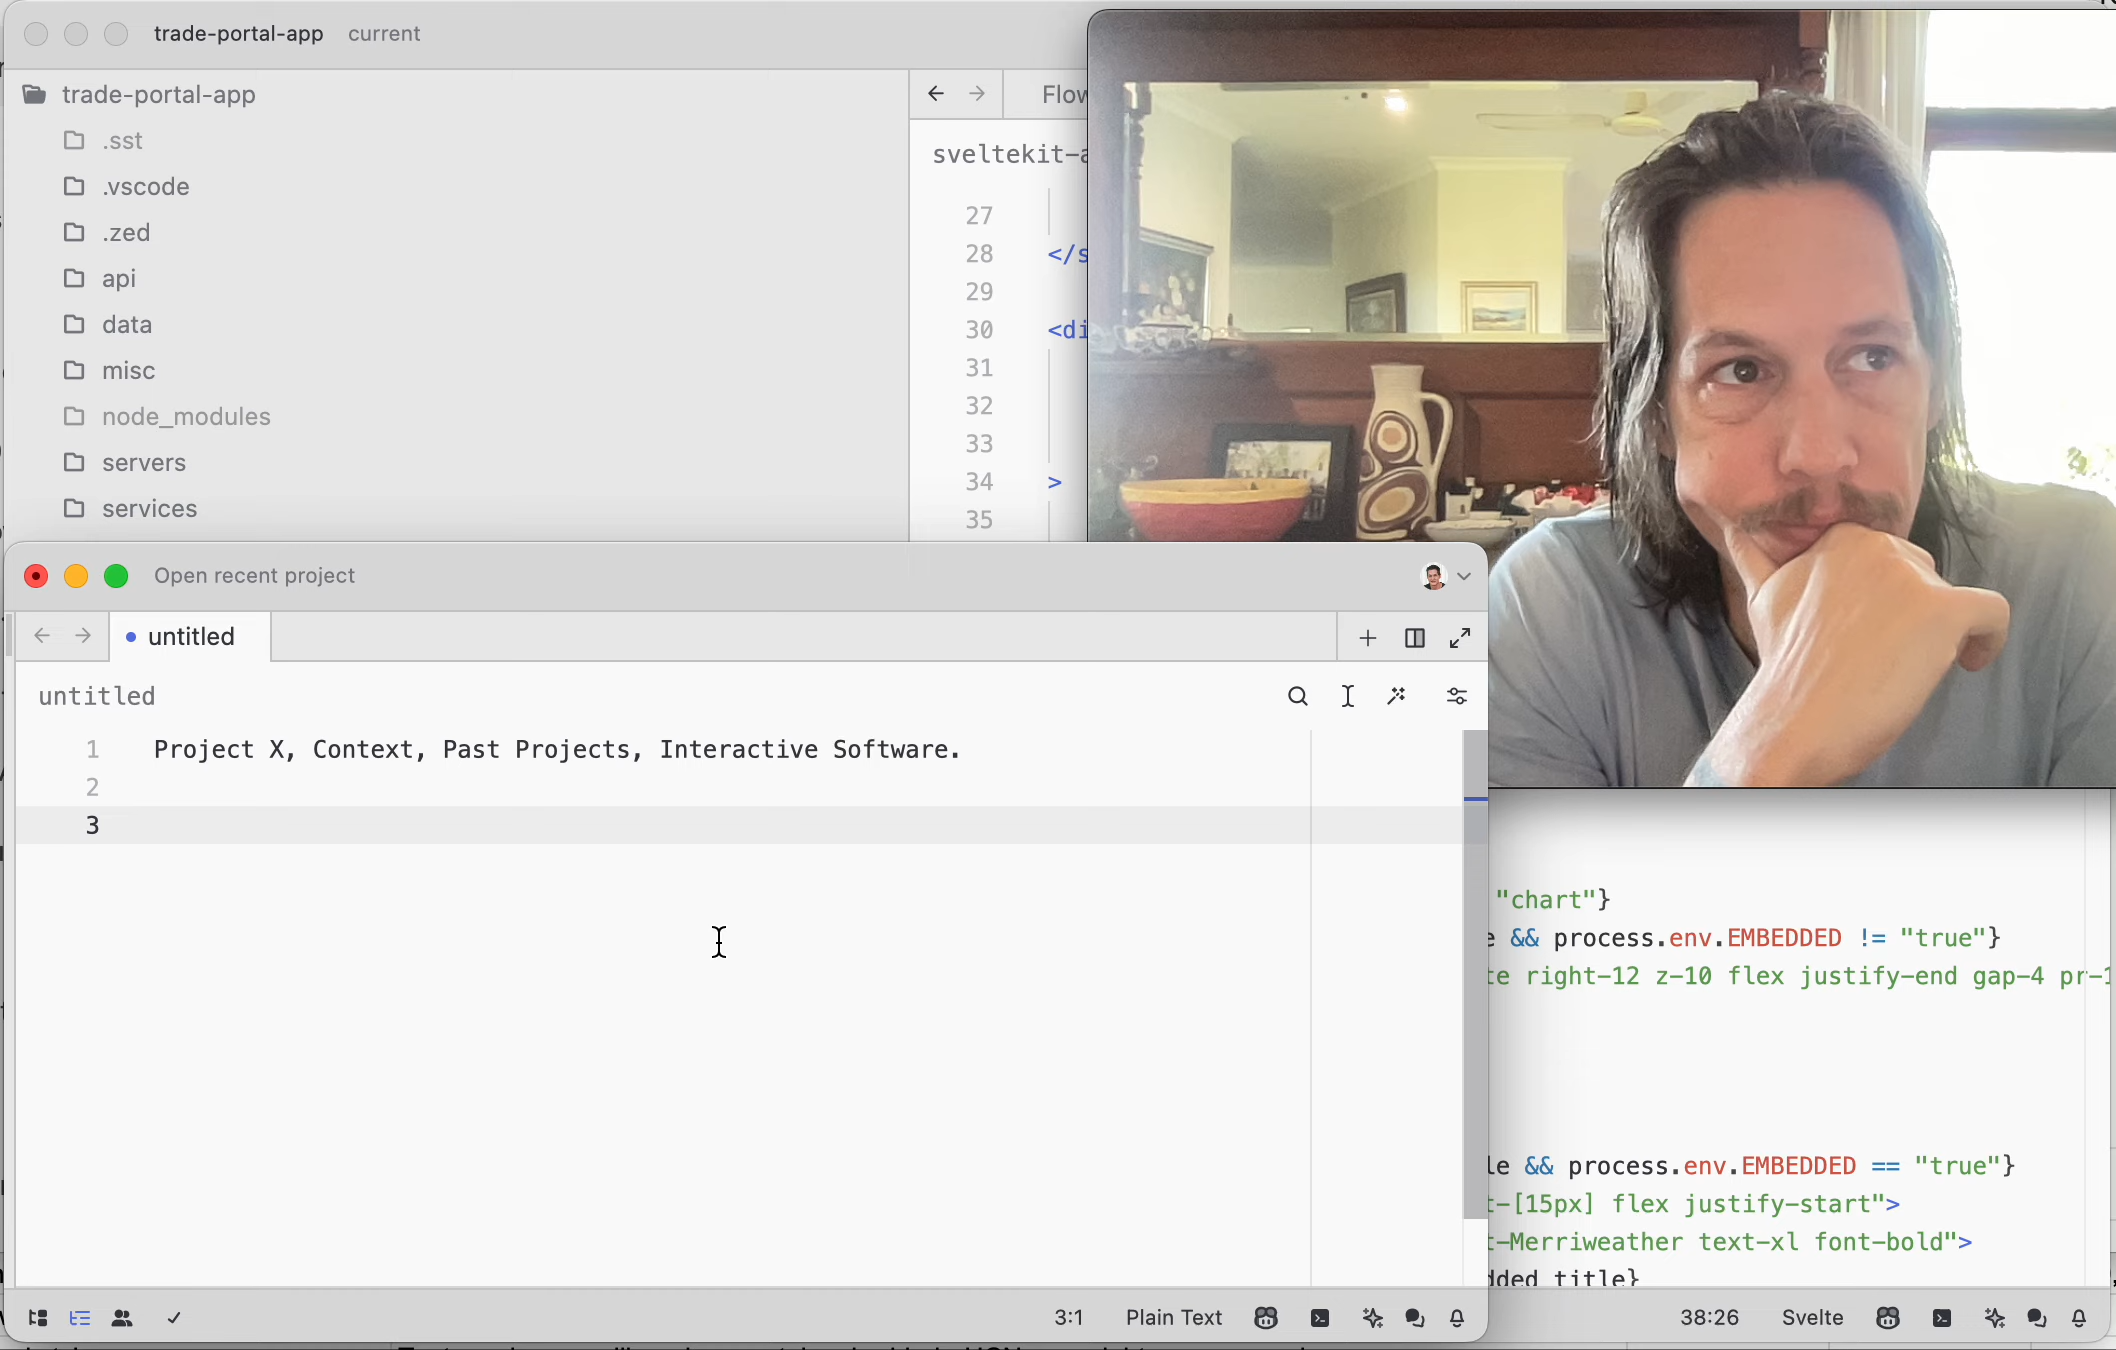 trade-portal-app current
trade-portal-app
.sst
.vscode
.zed
api
data
misc
node_modules
servers
services
Flow
sveltekit-a
27
28 </s
29
30 <di
31
32
33
34 >
35
Open recent project
untitled
untitled
1 Project X, Context, Past Projects, Interactive Software.
2
3
"chart"}
e && process.env.EMBEDDED != "true"}
te right-12 z-10 flex justify-end gap-4 pr-1
le && process.env.EMBEDDED == "true"}
t-[15px] flex justify-start">
t-Merriweather text-xl font-bold">
dded title}
3:1 Plain Text
38:26 Svelte